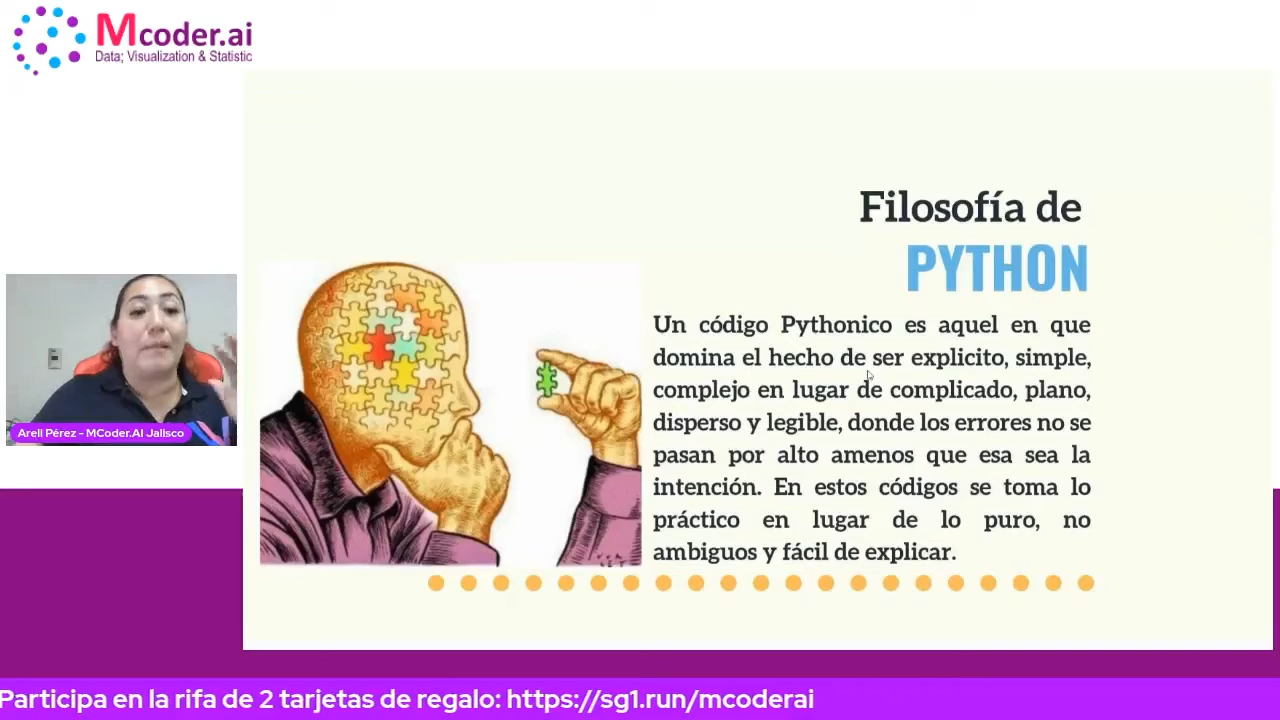 Mcoder.ai
Data; Visualization & Statistic
Filosofía de
PYTHON
Un código Pythonico es aquel en que
domina el hecho de ser explicito, simple,
complejo en lugar de complicado, plano,
disperso y legible, donde los errores no se
pasan por alto amenos que esa sea la
intención. En estos códigos se toma lo
práctico en lugar de lo puro, no
ambiguos y fácil de explicar.
Arell Pérez - MCoder.AI Jalisco
Participa en la rifa de 2 tarjetas de regalo: https://sg1.run/mcoderai